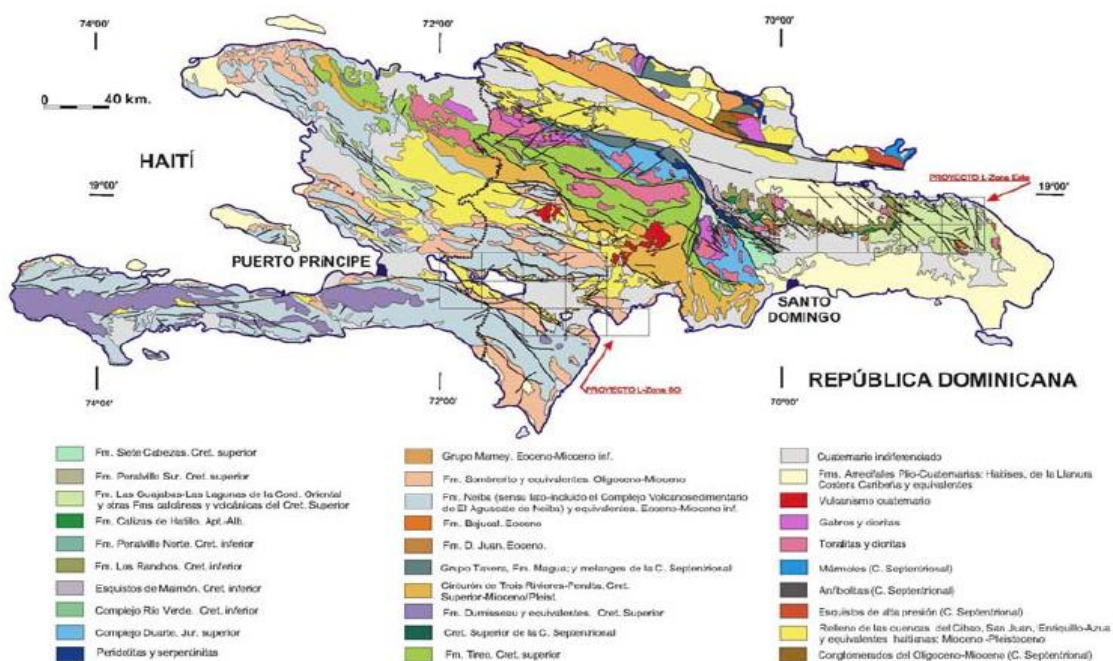 74°00'
72°00'
70°00'
0 40 km.
HAITÍ
19°00'
PROYECTO L-Zona Este
19°00'
PUERTO PRINCIPE
SANTO
DOMINGO
PROYECTO L-Zona SO
REPÚBLICA DOMINICANA
74°00'
72°00'
70°00'
Fm. Siete Cabezas. Cret. superior
Fm. Peralvillo Sur. Cret. superior
Fm. Las Guayabas-Las Lagunas de la Cord. Oriental
y otras Fms calcáreas y volcánicas del Cret. Superior
Fm. Calizas de Hatillo. Apt.-Alb.
Fm. Peralvillo Norte. Cret. inferior
Fm. Los Ranchos. Cret. inferior
Esquistos de Maimón. Cret. inferior
Complejo Río Verde. Cret. inferior
Complejo Duarte. Jur. superior
Peridotitas y serpentinitas
Grupo Mamey. Eoceno-Mioceno inf.
Fm. Sombrerito y equivalentes. Oligoceno-Mioceno
Fm. Neiba (sensu lato-incluido el Complejo Volcanosedimentario
de El Aguacate de Neiba) y equivalentes. Eoceno-Mioceno inf.
Fm. Eoceno
Fm. D. Juan. Eoceno.
Grupo Tavera, Fm. Magua; y melanges de la C. Septentrional
Cinturón de Trois Rivieres-Peralta. Cret.
Superior-Mioceno/Pleist.
Fm. Dumisseau y equivalentes. Cret. Superior
Cret. Superior de la C. Septentrional
Fm. Tireo. Cret. superior
Cuaternario indiferenciado
Fms. Arrecifales Plio-Cuaternarias: Haitises, de la Llanura
Costera Caribeña y equivalentes
Vulcanismo cuaternario
Gabros y dioritas
Tonalitas y dioritas
Mármoles (C. Septentrional)
Anfibolitas (C. Septentrional)
Esquistos de alta presión (C. Septentrional)
Relleno de las cuencas del Cibao, San Juan, Enriquillo-Azua
y equivalentes haitianas: Mioceno-Pleistoceno
Conglomerados del Oligoceno-Mioceno (C. Septentrional)